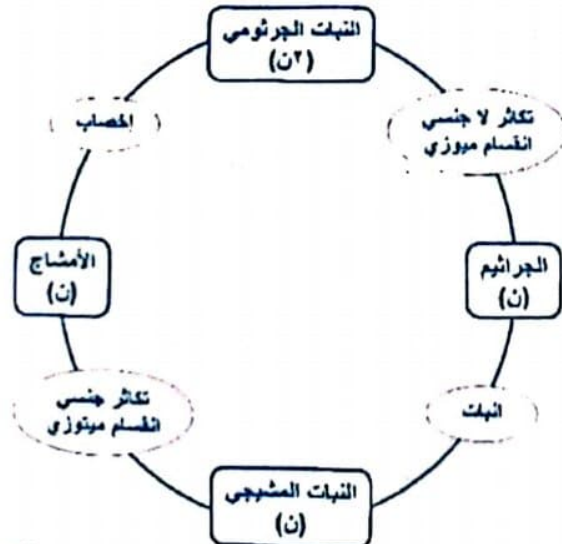 النبات الجرثومي
(٢ن)
تكاثر لا جنسي
انقسام ميوزي
إخصاب
الجراثيم
(ن)
الأمشاج
(ن)
انبات
تكاثر جنسي
انقسام ميتوزي
النبات المشيجي
(ن)